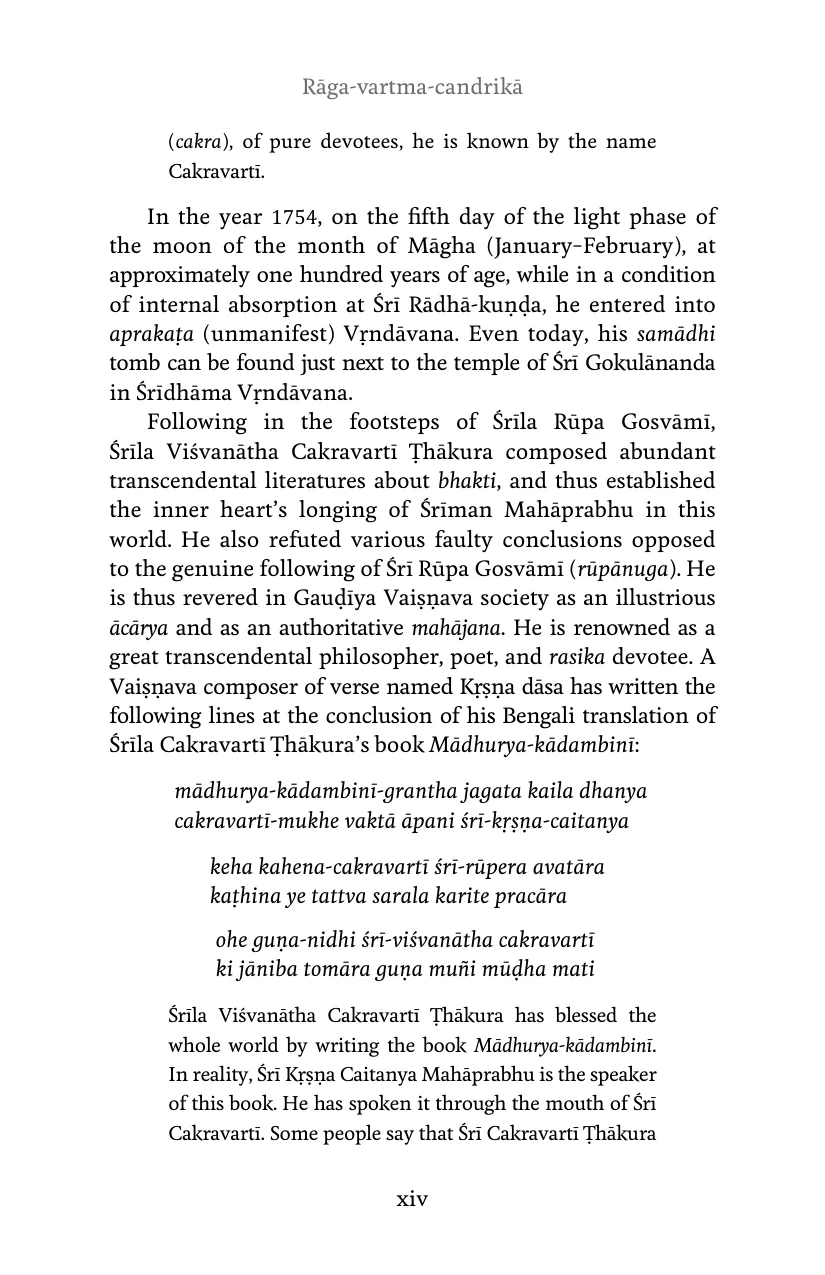 Rāga-vartma-candrikā
(cakra), of pure devotees, he is known by the name
Cakravartī.
In the year 1754, on the fifth day of the light phase of
the moon of the month of Māgha (January–February), at
approximately one hundred years of age, while in a condition
of internal absorption at Śrī Rādhā-kuṇḍa, he entered into
aprakaṭa (unmanifest) Vṛndāvana. Even today, his samādhi
tomb can be found just next to the temple of Śrī Gokulānanda
in Śrīdhāma Vṛndāvana.
Following in the footsteps of Śrīla Rūpa Gosvāmī,
Śrīla Viśvanātha Cakravartī Ṭhākura composed abundant
transcendental literatures about bhakti, and thus established
the inner heart’s longing of Śrīman Mahāprabhu in this
world. He also refuted various faulty conclusions opposed
to the genuine following of Śrī Rūpa Gosvāmī (rūpānuga). He
is thus revered in Gauḍīya Vaiṣṇava society as an illustrious
ācārya and as an authoritative mahājana. He is renowned as a
great transcendental philosopher, poet, and rasika devotee. A
Vaiṣṇava composer of verse named Kṛṣṇa dāsa has written the
following lines at the conclusion of his Bengali translation of
Śrīla Cakravartī Ṭhākura’s book Mādhurya-kādambinī:
mādhurya-kādambinī-grantha jagata kaila dhanya
cakravartī-mukhe vaktā āpani śrī-kṛṣṇa-caitanya
keha kahena-cakravartī śrī-rūpera avatāra
kaṭhina ye tattva sarala karite pracāra
ohe guṇa-nidhi śrī-viśvanātha cakravartī
ki jāniba tomāra guṇa muñi mūḍha mati
Śrīla Viśvanātha Cakravartī Ṭhākura has blessed the
whole world by writing the book Mādhurya-kādambinī.
In reality, Śrī Kṛṣṇa Caitanya Mahāprabhu is the speaker
of this book. He has spoken it through the mouth of Śrī
Cakravartī. Some people say that Śrī Cakravartī Ṭhākura
xiv